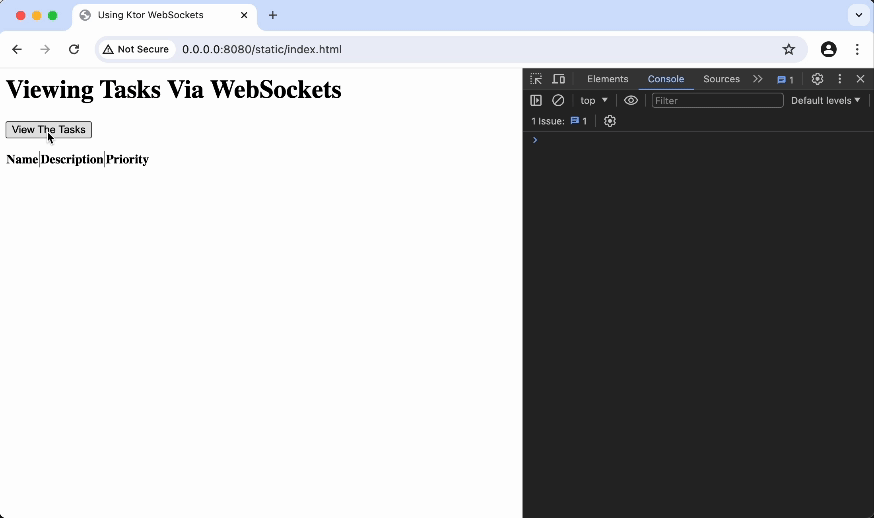 Using Ktor WebSockets
Not Secure 0.0.0.0:8080/static/index.html
Viewing Tasks Via WebSockets
View The Tasks
Name Description Priority
Elements Console Sources 1
top Filter Default levels
1 Issue: 1